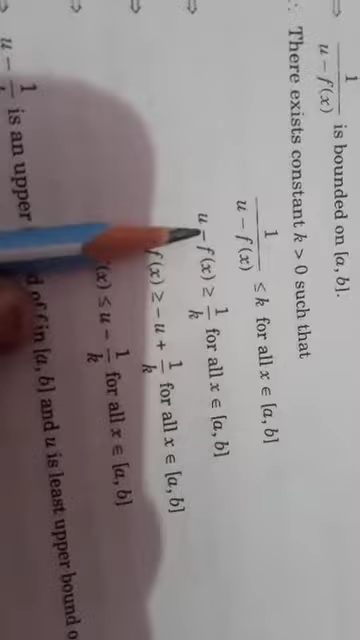 ⇒ 1/(u − f(x)) is bounded on [a, b].
∴ There exists constant k > 0 such that
1/(u − f(x)) ≤ k for all x ∈ [a, b]
⇒ u − f(x) ≥ 1/k for all x ∈ [a, b]
⇒ f(x) ≥ − u + 1/k for all x ∈ [a, b]
⇒ (x) ≤ u − 1/k for all x ∈ [a, b]
⇒ u − 1/ is an upper of f in [a, b] and u is least upper bound